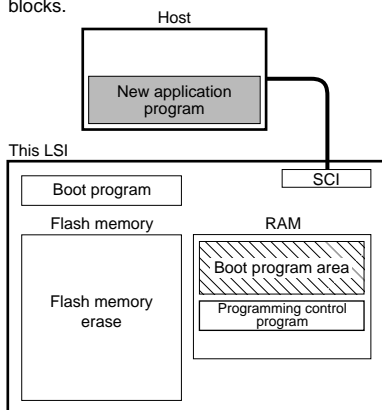 blocks.
Host
New application
program
This LSI
SCI
Boot program
Flash memory
RAM
Boot program area
Flash memory
erase
Programming control
program